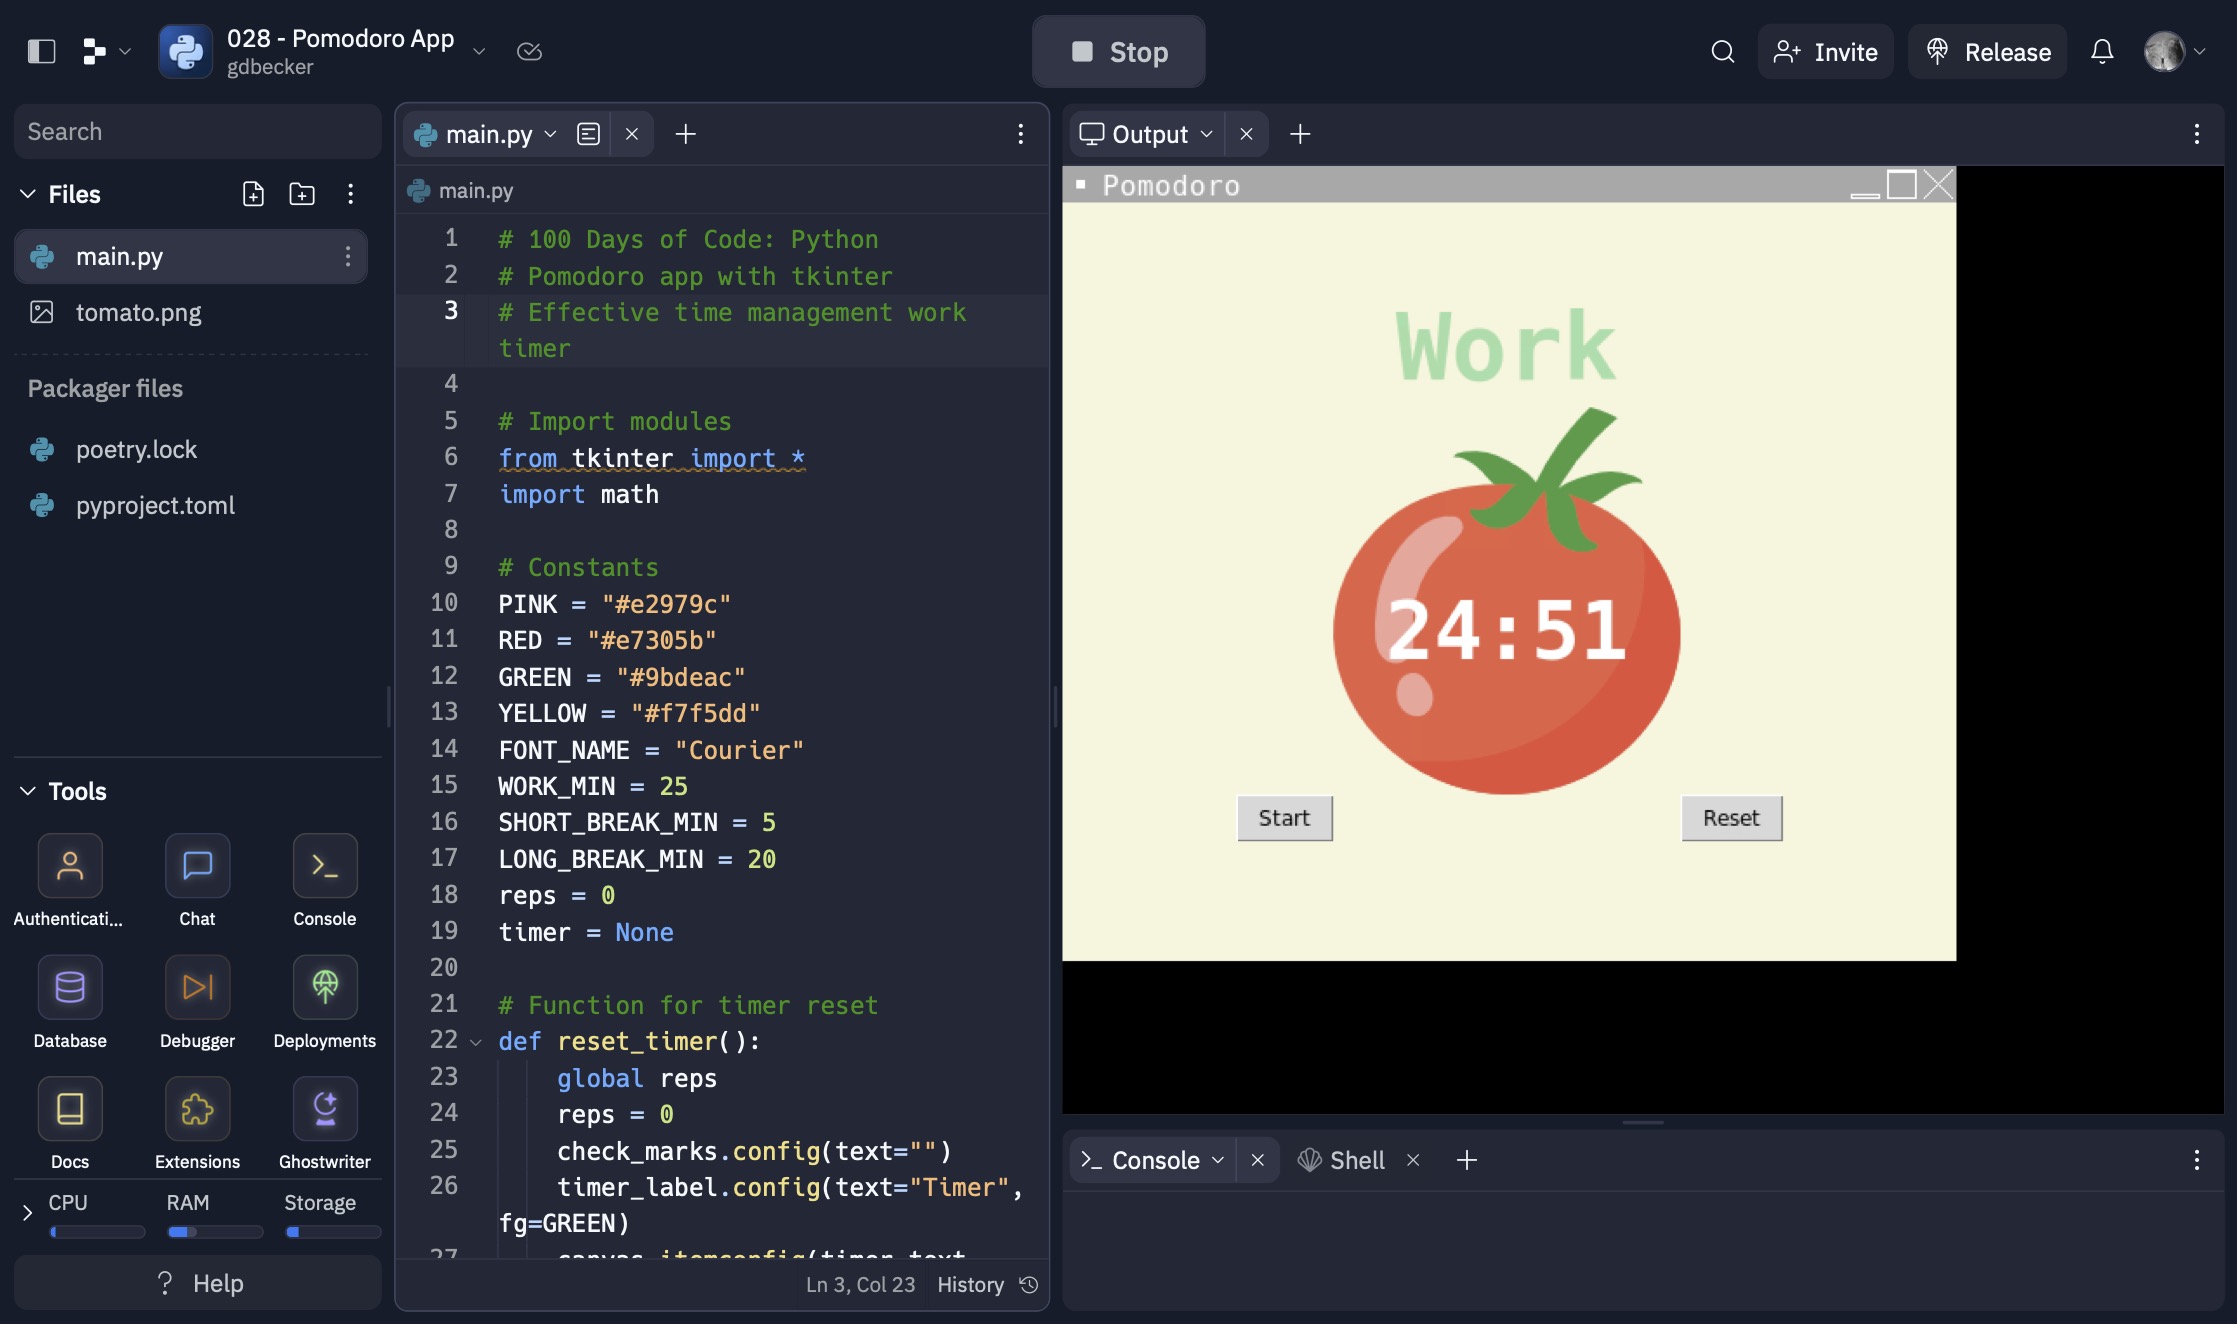 028 - Pomodoro App
gdbecker
Stop
Invite
Release
Search
Files
main.py
tomato.png
Packager files
poetry.lock
pyproject.toml
Tools
Authenticati...
Chat
Console
Database
Debugger
Deployments
Docs
Extensions
Ghostwriter
CPU
RAM
Storage
? Help
main.py
main.py
1 # 100 Days of Code: Python
2 # Pomodoro app with tkinter
3 # Effective time management work
timer
4
5 # Import modules
6 from tkinter import *
7 import math
8
9 # Constants
10 PINK = "#e2979c"
11 RED = "#e7305b"
12 GREEN = "#9bdeac"
13 YELLOW = "#f7f5dd"
14 FONT_NAME = "Courier"
15 WORK_MIN = 25
16 SHORT_BREAK_MIN = 5
17 LONG_BREAK_MIN = 20
18 reps = 0
19 timer = None
20
21 # Function for timer reset
22 def reset_timer():
23 global reps
24 reps = 0
25 check_marks.config(text="")
26 timer_label.config(text="Timer",
fg=GREEN)
27 canvas.itemconfig(timer_text,
Ln 3, Col 23 History
Output
Pomodoro
Work
24:51
Start
Reset
Console
Shell